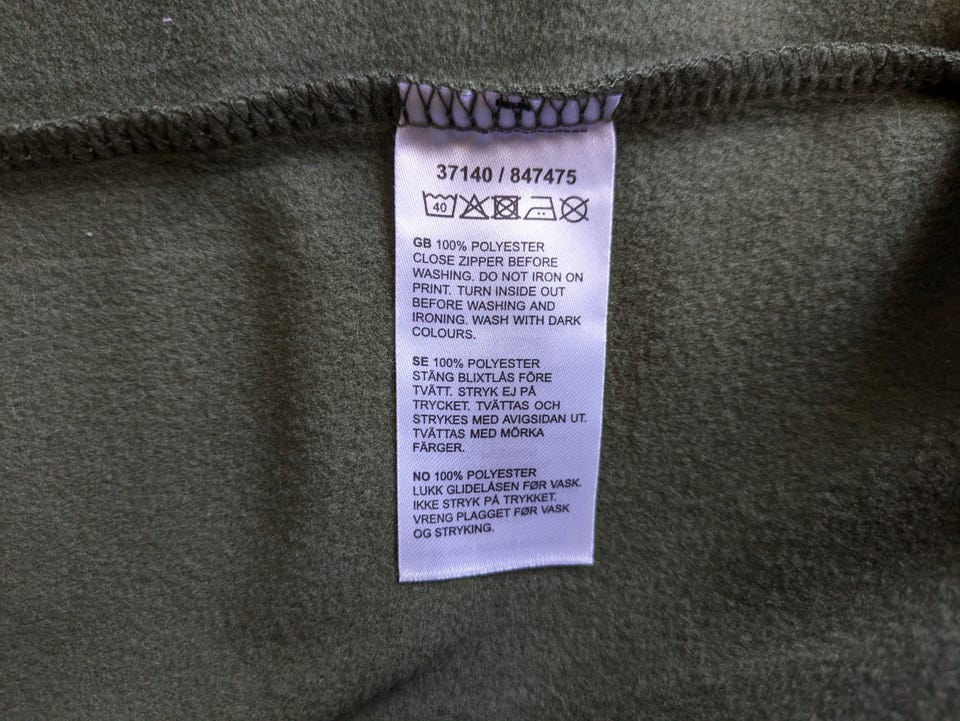 37140 / 847475
40
GB 100% POLYESTER
CLOSE ZIPPER BEFORE
WASHING. DO NOT IRON ON
PRINT. TURN INSIDE OUT
BEFORE WASHING AND
IRONING. WASH WITH DARK
COLOURS.
SE 100% POLYESTER
STÄNG BLIXTLÅS FÖRE
TVÄTT. STRYK EJ PÅ
TRYCKET. TVÄTTAS OCH
STRYKES MED AVIGSIDAN UT.
TVÄTTAS MED MÖRKA
FÄRGER.
NO 100% POLYESTER
LUKK GLIDELÅSEN FØR VASK.
IKKE STRYK PÅ TRYKKET.
VRENG PLAGGET FØR VASK
OG STRYKING.